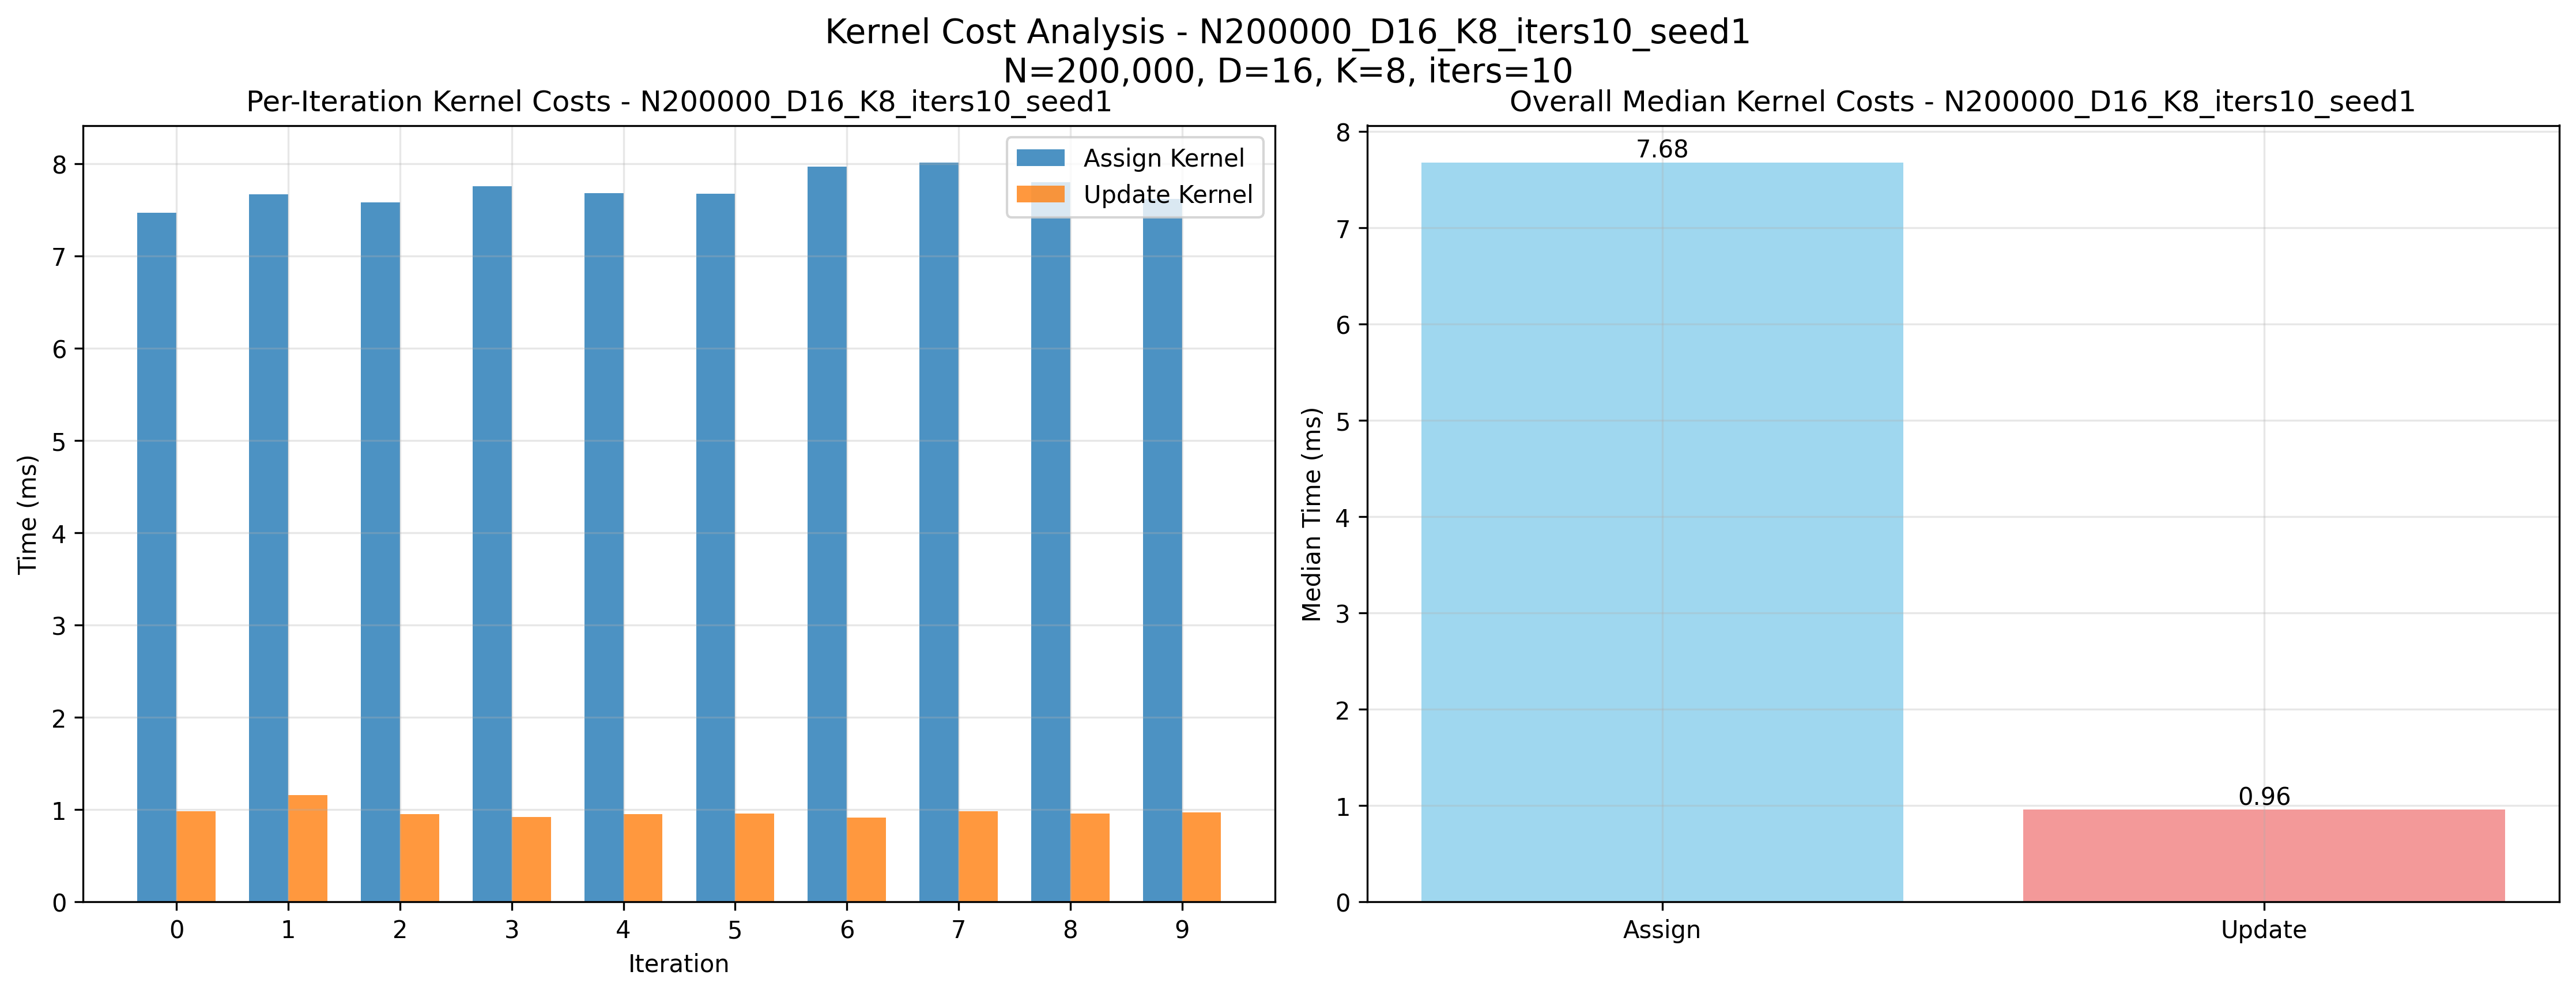 Kernel Cost Analysis - N200000_D16_K8_iters10_seed1
N=200,000, D=16, K=8, iters=10
Per-Iteration Kernel Costs - N200000_D16_K8_iters10_seed1
Time (ms)
8
7
6
5
4
3
2
1
0
Assign Kernel
Update Kernel
0 1 2 3 4 5 6 7 8 9
Iteration
Overall Median Kernel Costs - N200000_D16_K8_iters10_seed1
Median Time (ms)
8
7
6
5
4
3
2
1
0
7.68
0.96
Assign Update